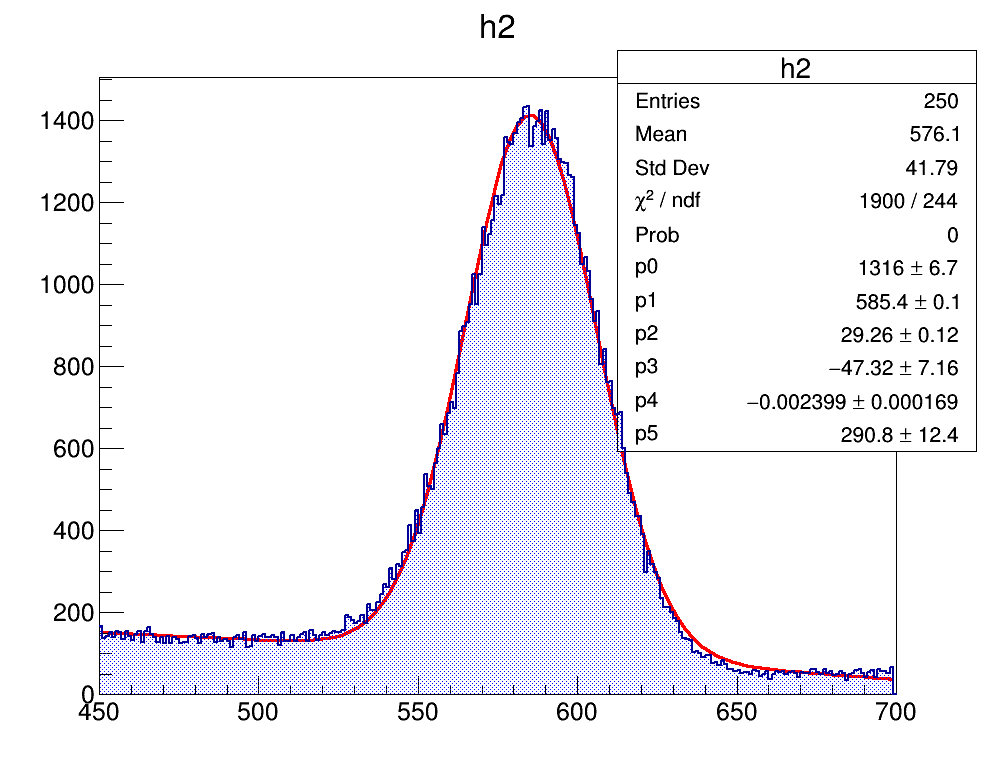 h2
h2
Entries 250
Mean 576.1
Std Dev 41.79
χ² / ndf 1900 / 244
Prob 0
p0 1316 ± 6.7
p1 585.4 ± 0.1
p2 29.26 ± 0.12
p3 −47.32 ± 7.16
p4 −0.002399 ± 0.000169
p5 290.8 ± 12.4
1400
1200
1000
800
600
400
200
0
450 500 550 600 650 700